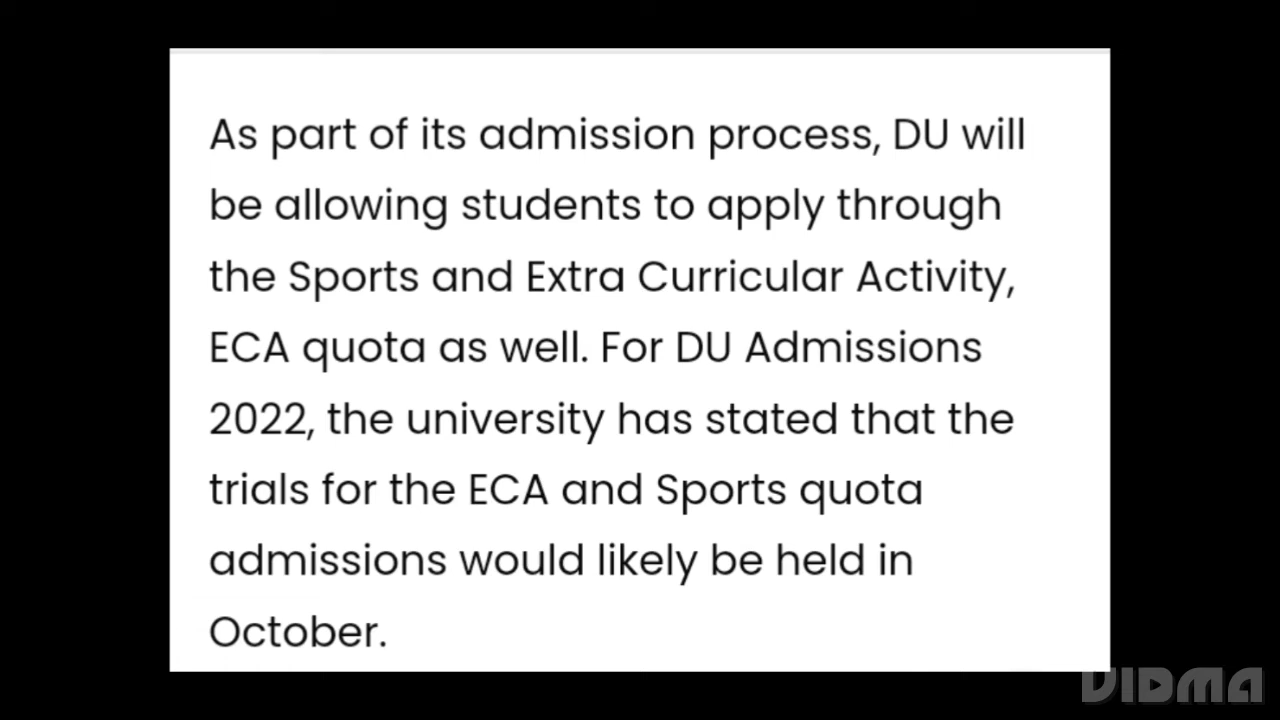 As part of its admission process, DU will
be allowing students to apply through
the Sports and Extra Curricular Activity,
ECA quota as well. For DU Admissions
2022, the university has stated that the
trials for the ECA and Sports quota
admissions would likely be held in
October.
VIDMA